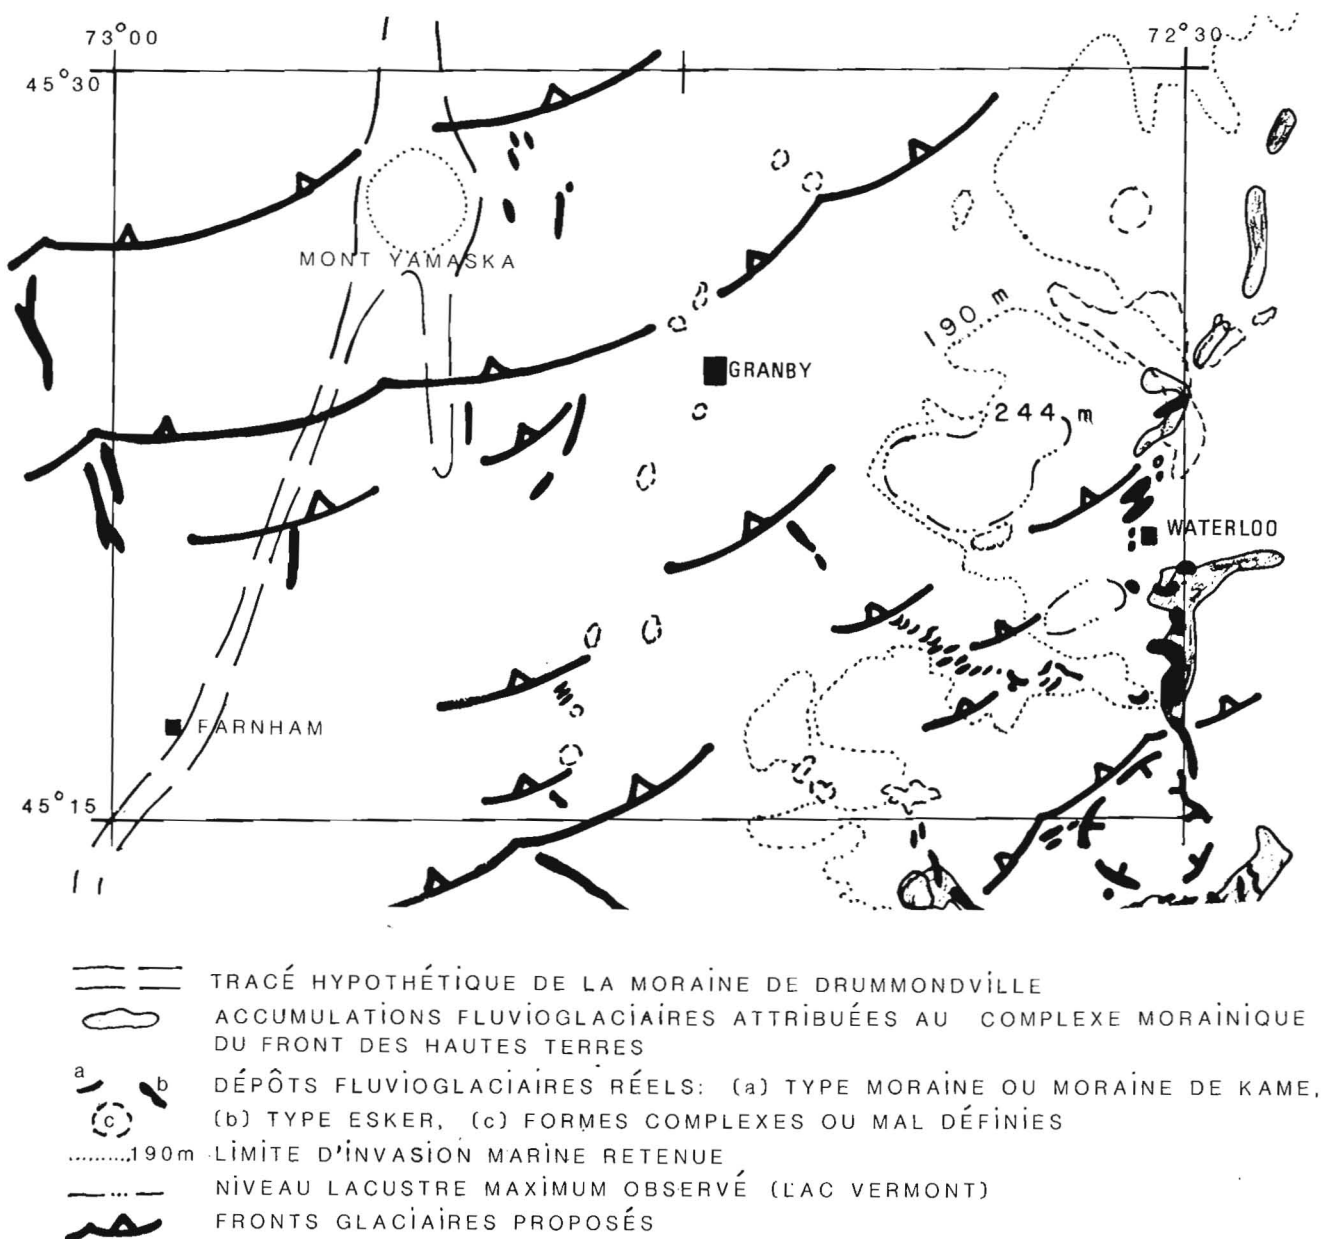 73°00
72°30
45°30
MONT YAMASKA
190 m
GRANBY
244 m
WATERLOO
FARNHAM
45°15
TRACÉ HYPOTHÉTIQUE DE LA MORAINE DE DRUMMONDVILLE
ACCUMULATIONS FLUVIOGLACIAIRES ATTRIBUÉES AU COMPLEXE MORAINIQUE
DU FRONT DES HAUTES TERRES
a b DÉPÔTS FLUVIOGLACIAIRES RÉELS: (a) TYPE MORAINE OU MORAINE DE KAME,
c (b) TYPE ESKER, (c) FORMES COMPLEXES OU MAL DÉFINIES
190m LIMITE D'INVASION MARINE RETENUE
NIVEAU LACUSTRE MAXIMUM OBSERVÉ (LAC VERMONT)
FRONTS GLACIAIRES PROPOSÉS